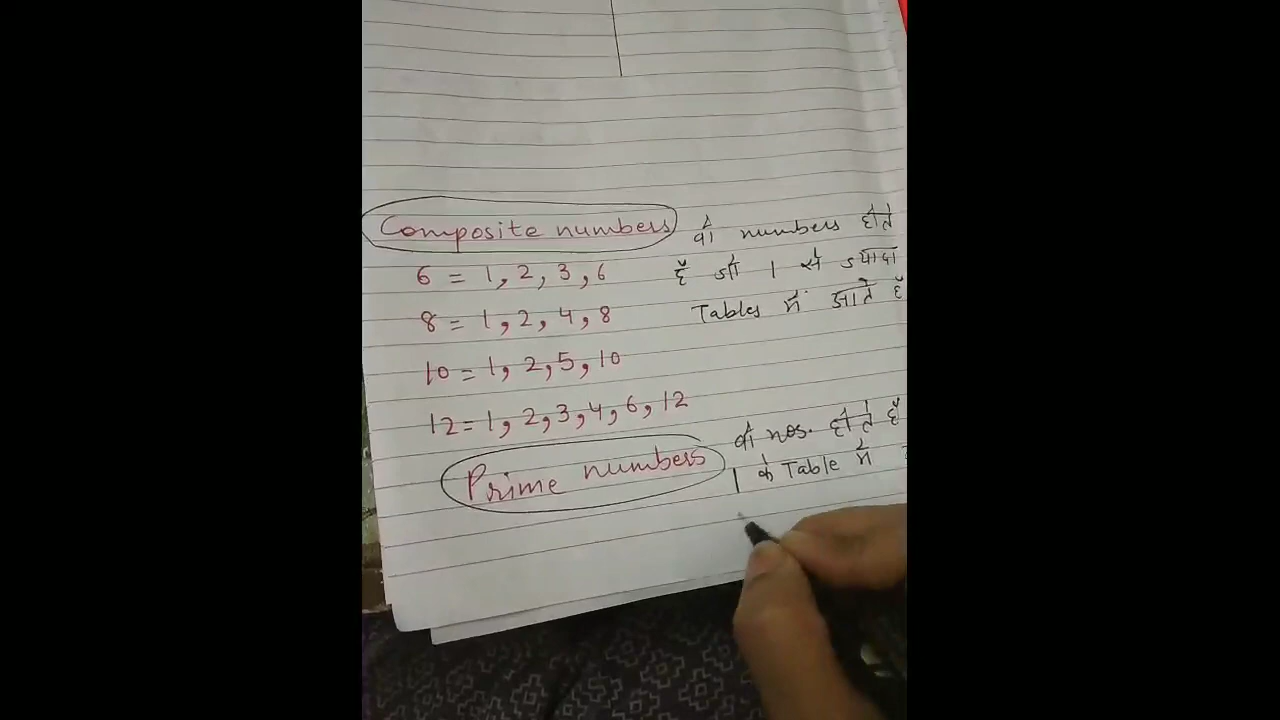 Composite numbers
वो numbers होते
हैं जो 1 से ज्यादा
Tables में आते हैं
6 = 1, 2, 3, 6
8 = 1, 2, 4, 8
10 = 1, 2, 5, 10
12 = 1, 2, 3, 4, 6, 12
Prime numbers
वो nos. होते हैं
1 के Table में